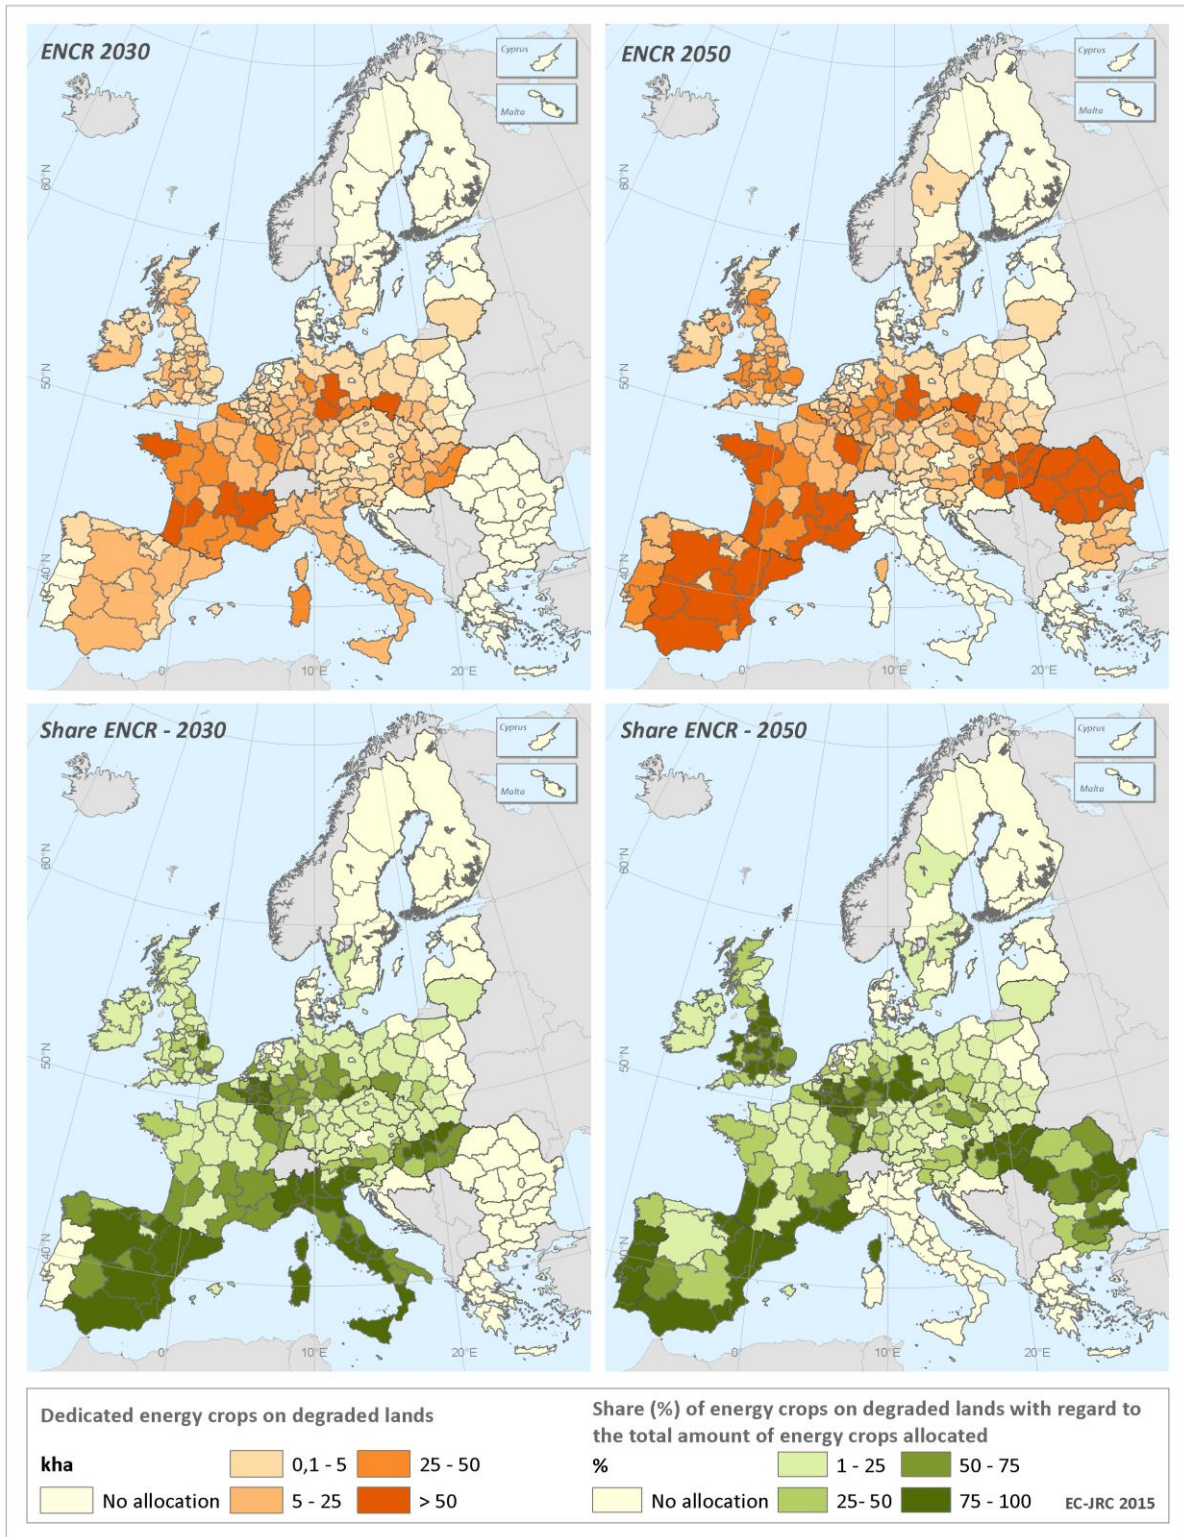 ENCR 2030
Cyprus
Malta
60°N
50°N
40°N
0°
10°E
20°E
ENCR 2050
Cyprus
Malta
60°N
50°N
40°N
0°
10°E
20°E
Share ENCR - 2030
Cyprus
Malta
60°N
50°N
40°N
0°
10°E
20°E
Share ENCR - 2050
Cyprus
Malta
60°N
50°N
40°N
0°
10°E
20°E
Dedicated energy crops on degraded lands
kha
No allocation
0,1 - 5
5 - 25
25 - 50
> 50
Share (%) of energy crops on degraded lands with regard to
the total amount of energy crops allocated
%
No allocation
1 - 25
25- 50
50 - 75
75 - 100
EC-JRC 2015